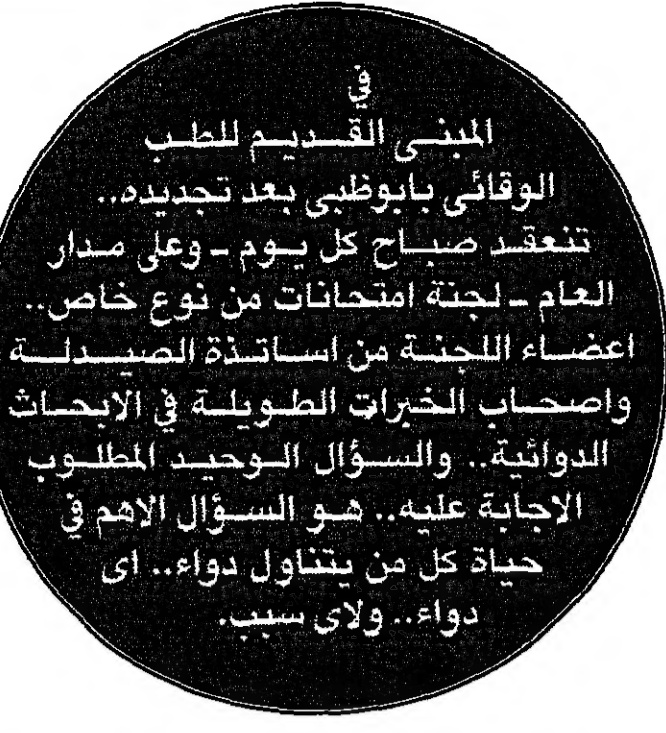 في
المبنى القديم للطب
الوقائى بابوظبى بعد تجديده..
تنعقد صباح كل يوم ـ وعلى مدار
العام ـ لجنة امتحانات من نوع خاص..
اعضاء اللجنة من اساتذة الصيدلة
واصحاب الخبرات الطويلة في الابحاث
الدوائية.. والسؤال الوحيد المطلوب
الاجابة عليه.. هو السؤال الاهم في
حياة كل من يتناول دواء.. اى
دواء.. ولاى سبب.